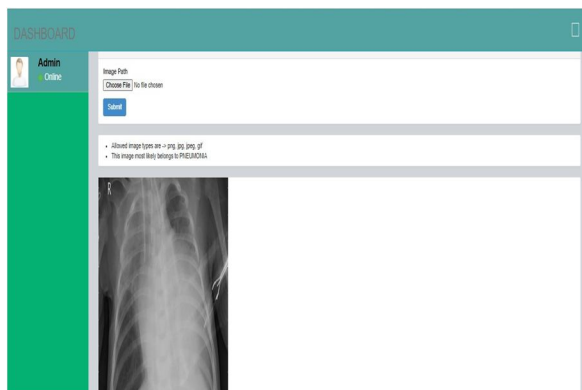 DASHBOARD
Admin
Online
Image Path
Choose File No file chosen
Submit
Allowed image types are -> png, jpg, jpeg, gif
This image most likely belongs to PNEUMONIA
R